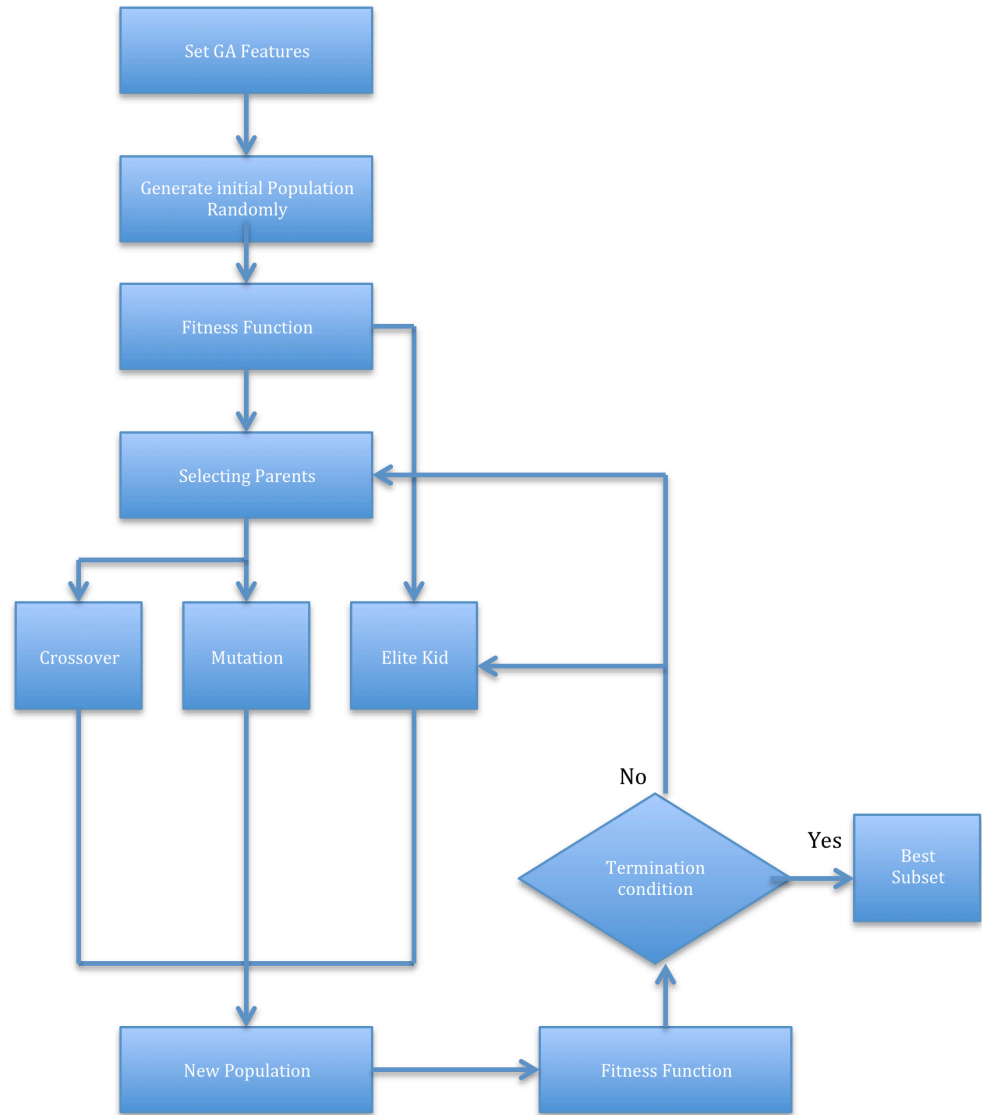 Set GA Features
Generate initial Population
Randomly
Fitness Function
Selecting Parents
Crossover
Mutation
Elite Kid
No
Yes
Termination
condition
Best
Subset
New Population
Fitness Function